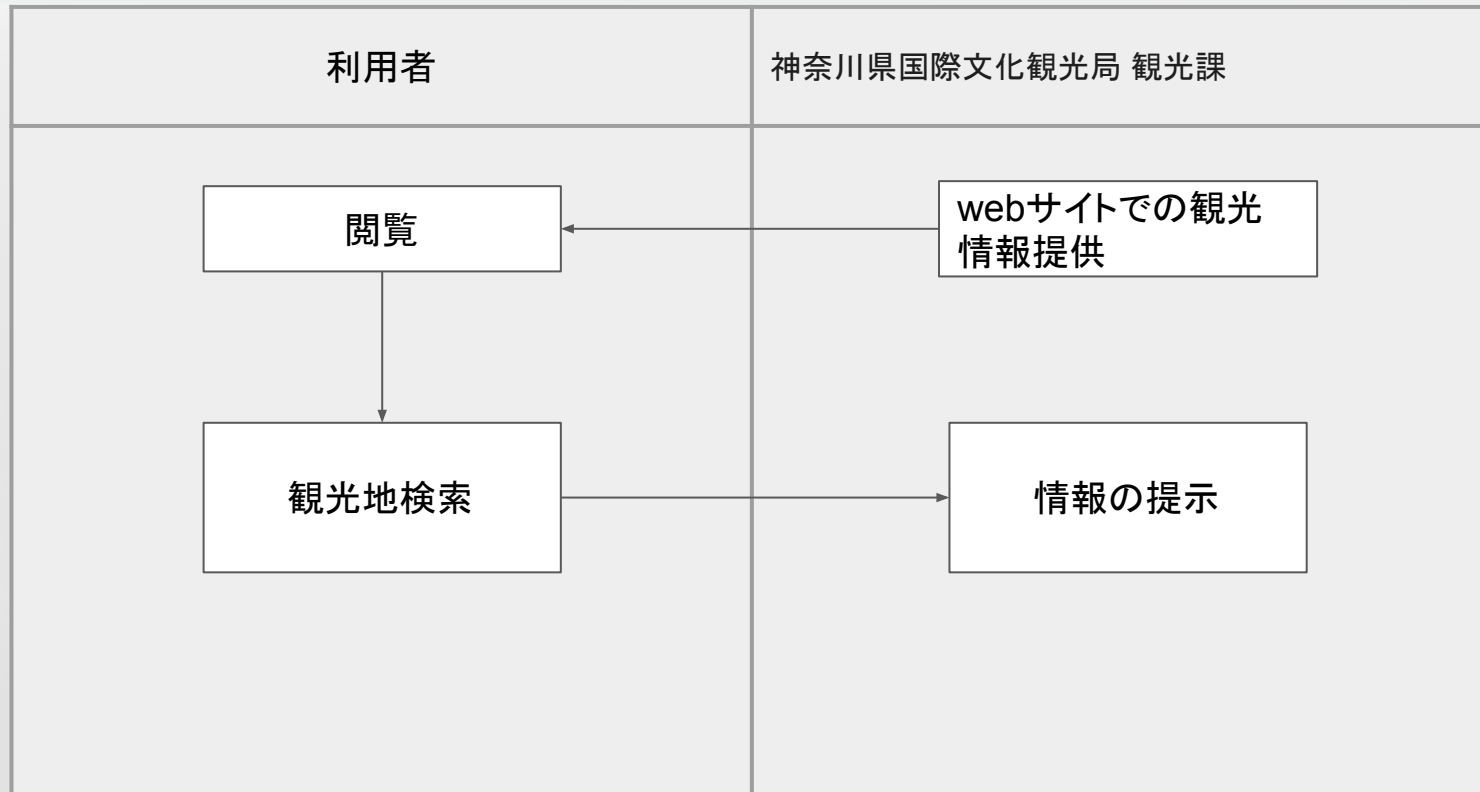 利用者
神奈川県国際文化観光局 観光課
閲覧
webサイトでの観光
情報提供
観光地検索
情報の提示